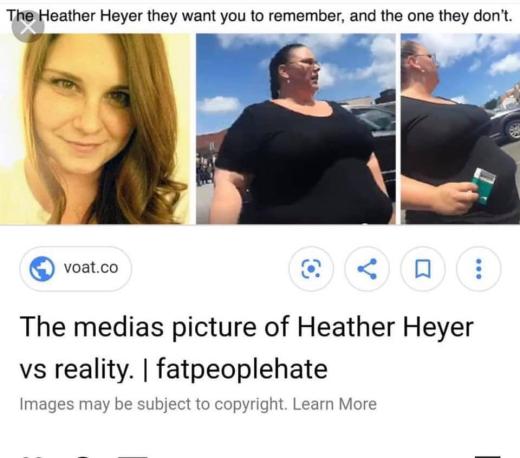 The Heather Heyer they want you to remember, and the one they don't.
voat.co
The medias picture of Heather Heyer
vs reality. | fatpeoplehate
Images may be subject to copyright. Learn More